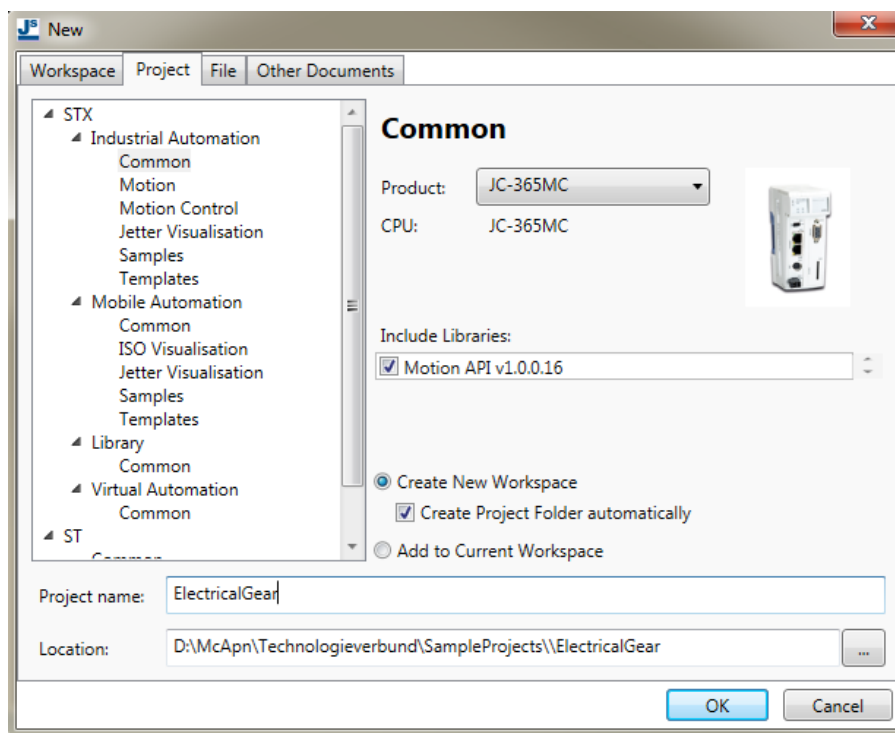 JS New
Workspace Project File Other Documents
STX
Industrial Automation
Common
Motion
Motion Control
Jetter Visualisation
Samples
Templates
Mobile Automation
Common
ISO Visualisation
Jetter Visualisation
Samples
Templates
Library
Common
Virtual Automation
Common
ST
Common
Common
Product: JC-365MC
CPU: JC-365MC
Include Libraries:
Motion API v1.0.0.16
Create New Workspace
Create Project Folder automatically
Add to Current Workspace
Project name: ElectricalGear
Location: D:\McApn\Technologieverbund\SampleProjects\\ElectricalGear ...
OK Cancel